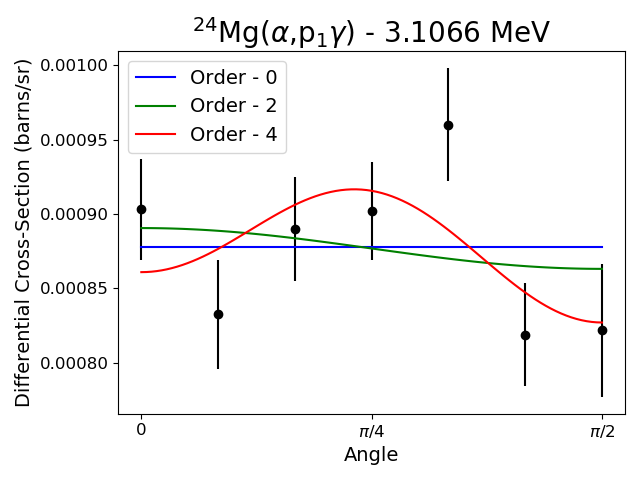 ²⁴Mg(α,p₁γ) - 3.1066 MeV
Differential Cross-Section (barns/sr)
0.00100
0.00095
0.00090
0.00085
0.00080
Order - 0
Order - 2
Order - 4
0
π/4
π/2
Angle